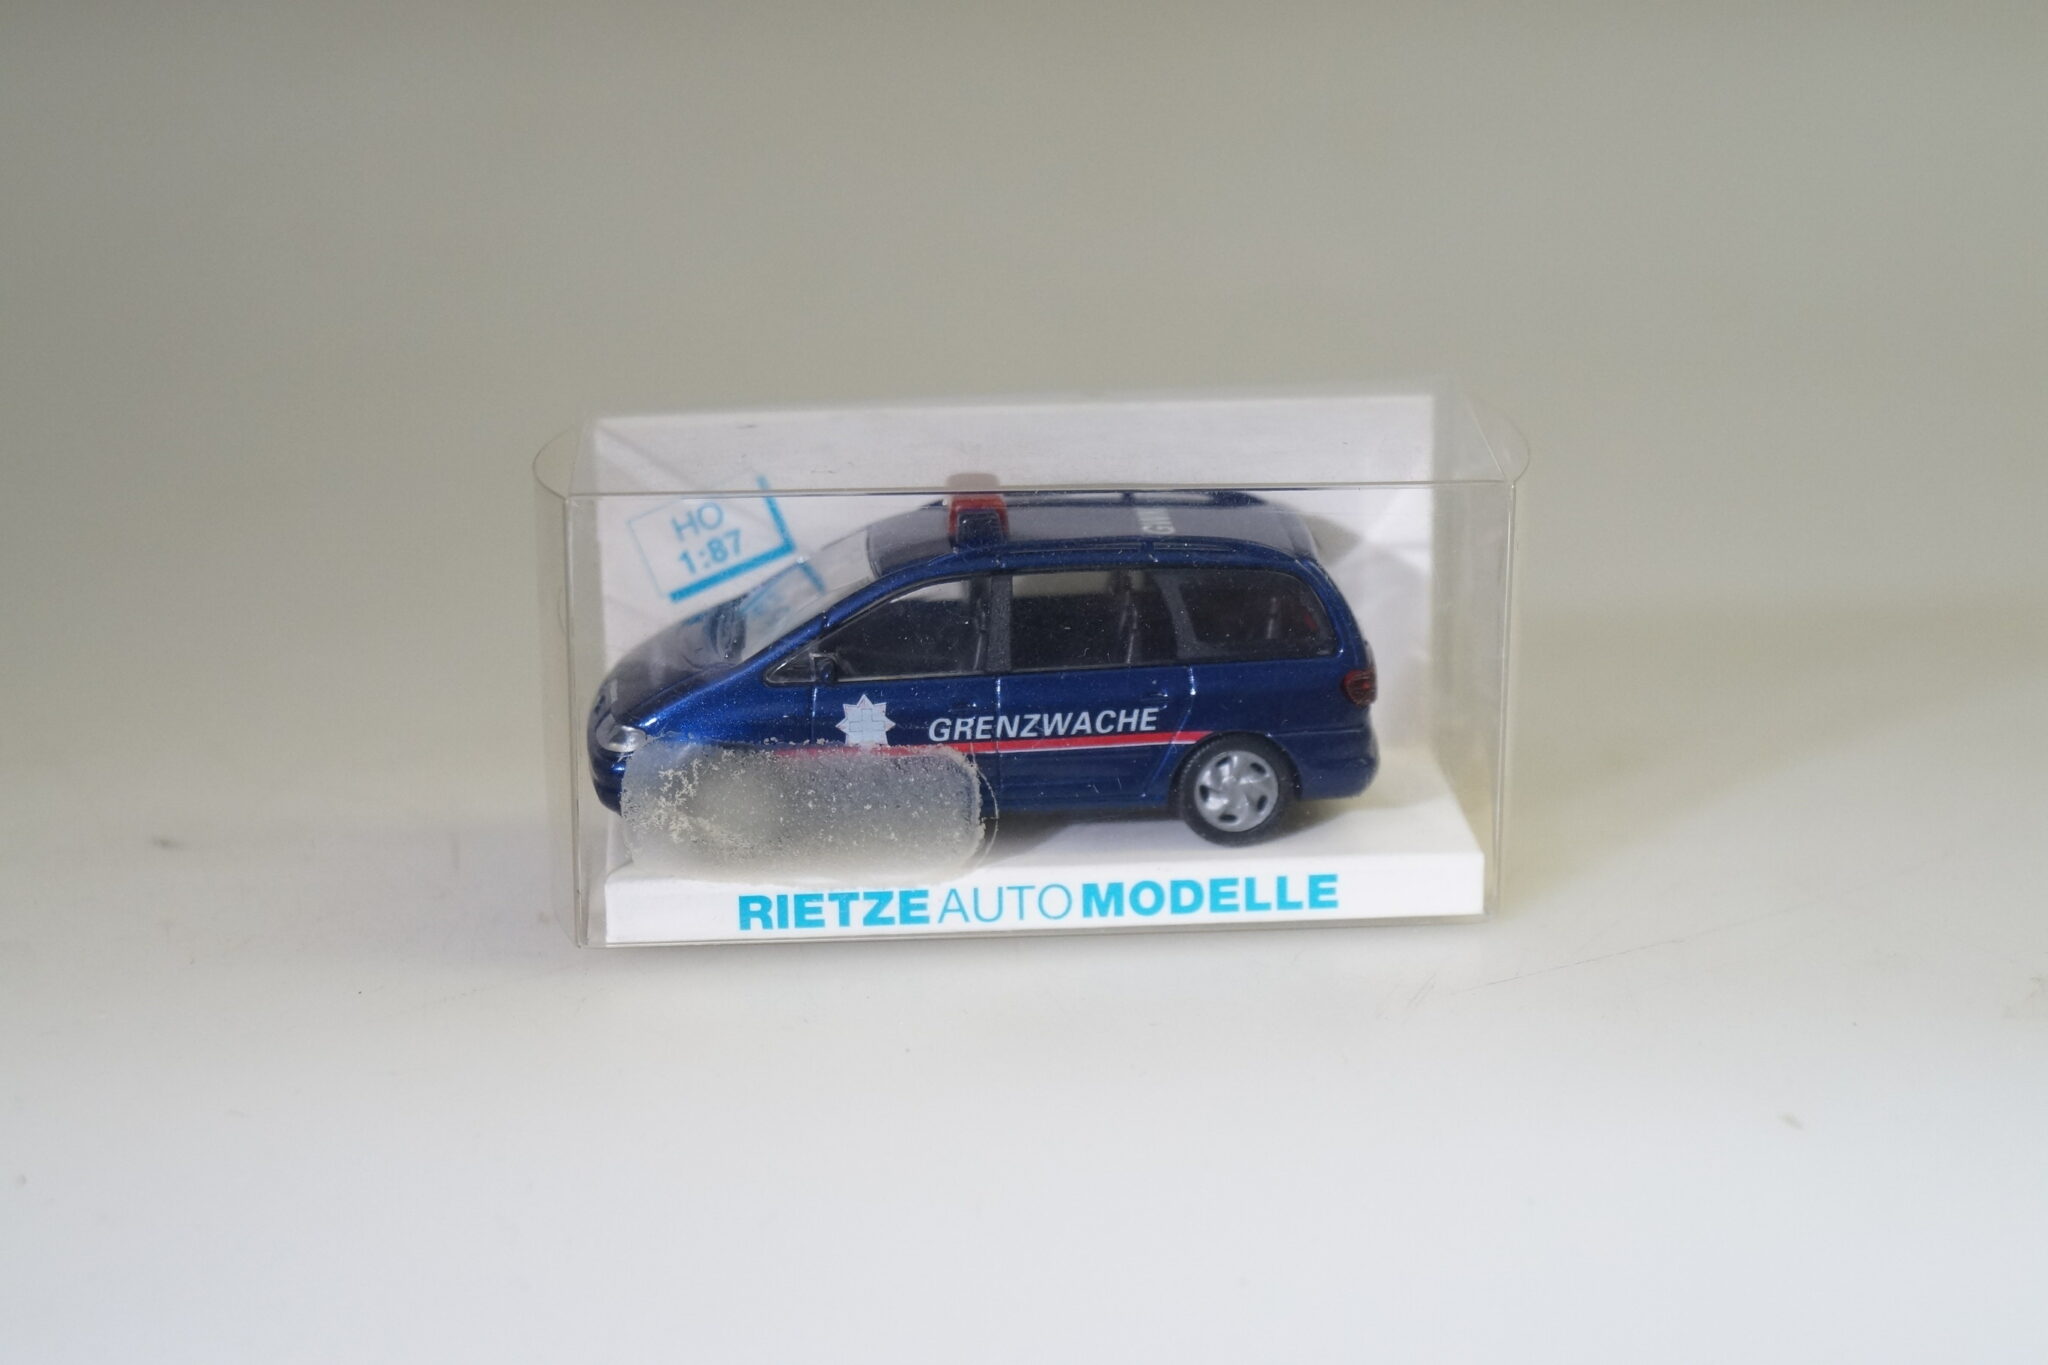 HO
1:87
GRENZWACHE
RIETZE AUTO MODELLE